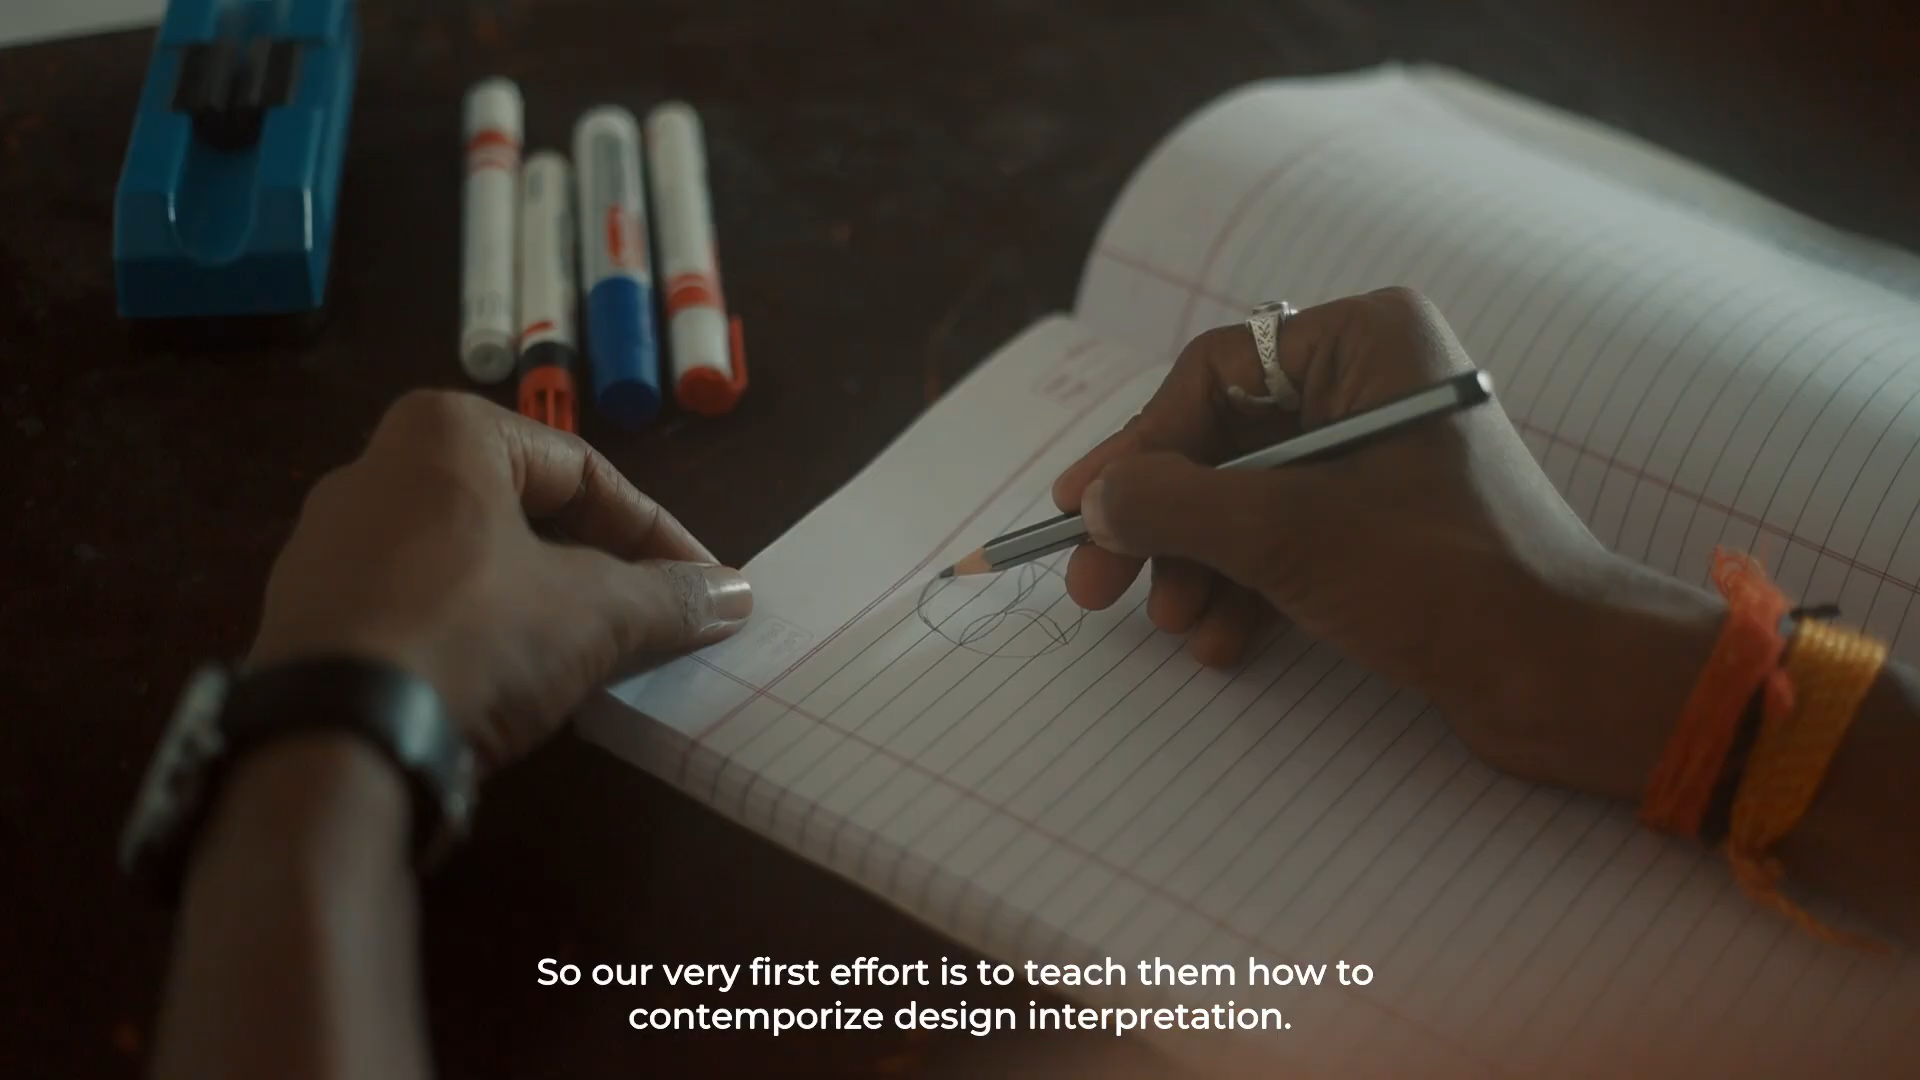 So our very first effort is to teach them how to
contemporize design interpretation.